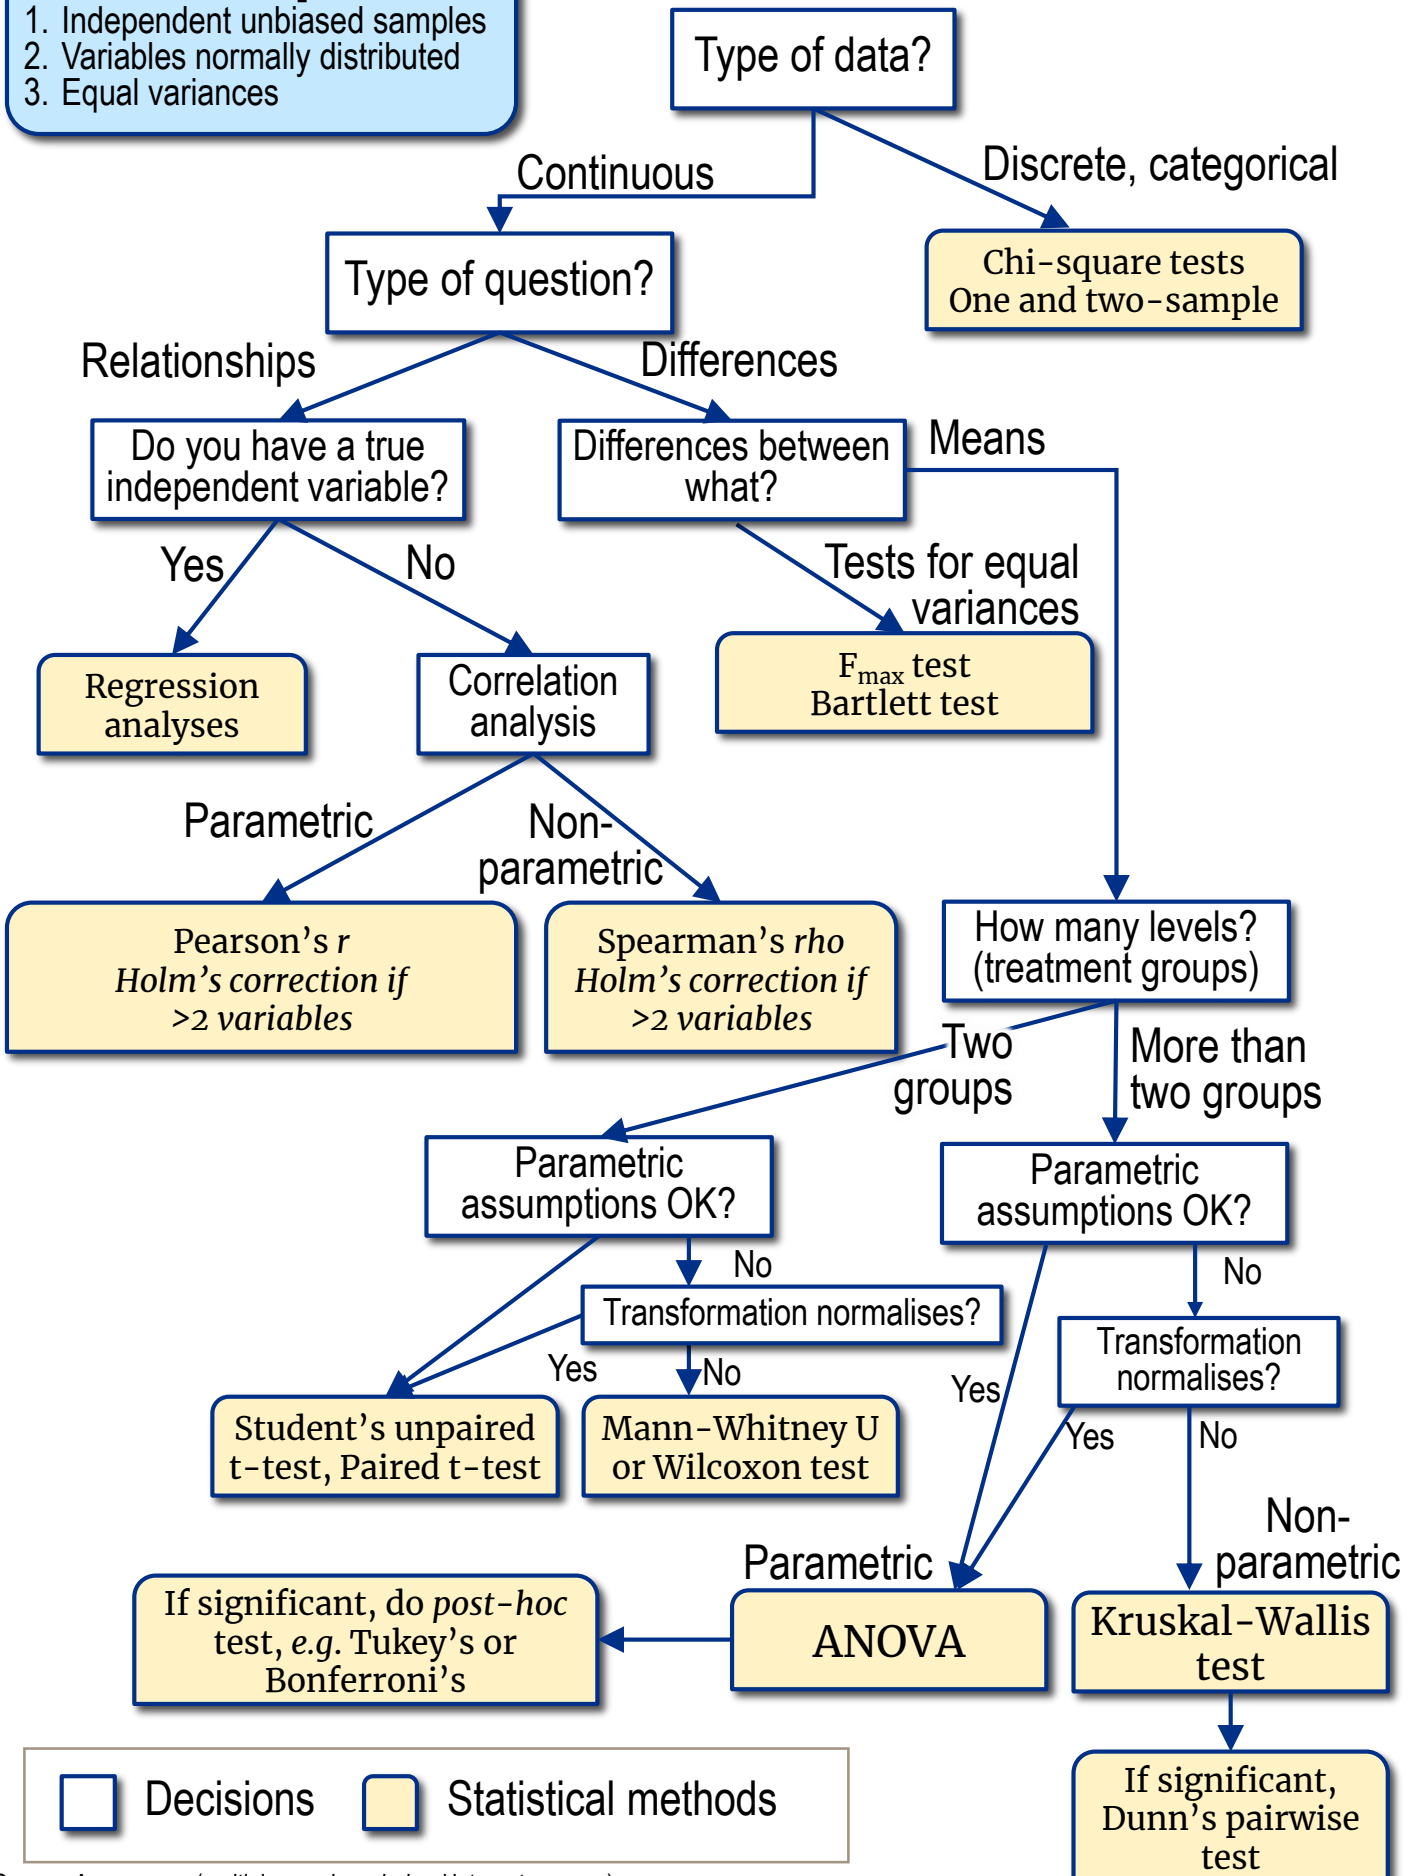 1. Independent unbiased samples
2. Variables normally distributed
3. Equal variances
Type of data?
Continuous
Discrete, categorical
Chi-square tests
One and two-sample
Type of question?
Relationships
Differences
Do you have a true
independent variable?
Differences between
what?
Means
Yes
No
Tests for equal
variances
Regression
analyses
Correlation
analysis
Fmax test
Bartlett test
Parametric
Non-
parametric
Pearson’s r
Holm’s correction if
>2 variables
Spearman’s rho
Holm’s correction if
>2 variables
How many levels?
(treatment groups)
Two
groups
More than
two groups
Parametric
assumptions OK?
Parametric
assumptions OK?
No
No
Transformation normalises?
Transformation
normalises?
Yes
No
Yes
Yes
No
Student’s unpaired
t-test, Paired t-test
Mann-Whitney U
or Wilcoxon test
Parametric
Non-
parametric
If significant, do post-hoc
test, e.g. Tukey’s or
Bonferroni’s
ANOVA
Kruskal-Wallis
test
If significant,
Dunn’s pairwise
test
Decisions
Statistical methods